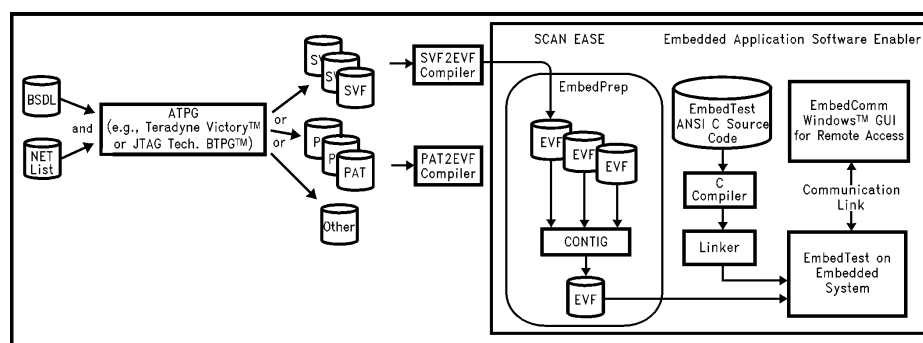 BSDL
and
NET
List
ATPG
(e.g., Teradyne Victory™
or JTAG Tech. BTPG™)
or
or
or
SVF
PAT
Other
SVF2EVF
Compiler
PAT2EVF
Compiler
SCAN EASE
EmbedPrep
EVF
EVF
EVF
CONTIG
EVF
Embedded Application Software Enabler
EmbedTest
ANSI C Source
Code
C
Compiler
Linker
EmbedComm
Windows™ GUI
for Remote Access
Communication
Link
EmbedTest on
Embedded
System